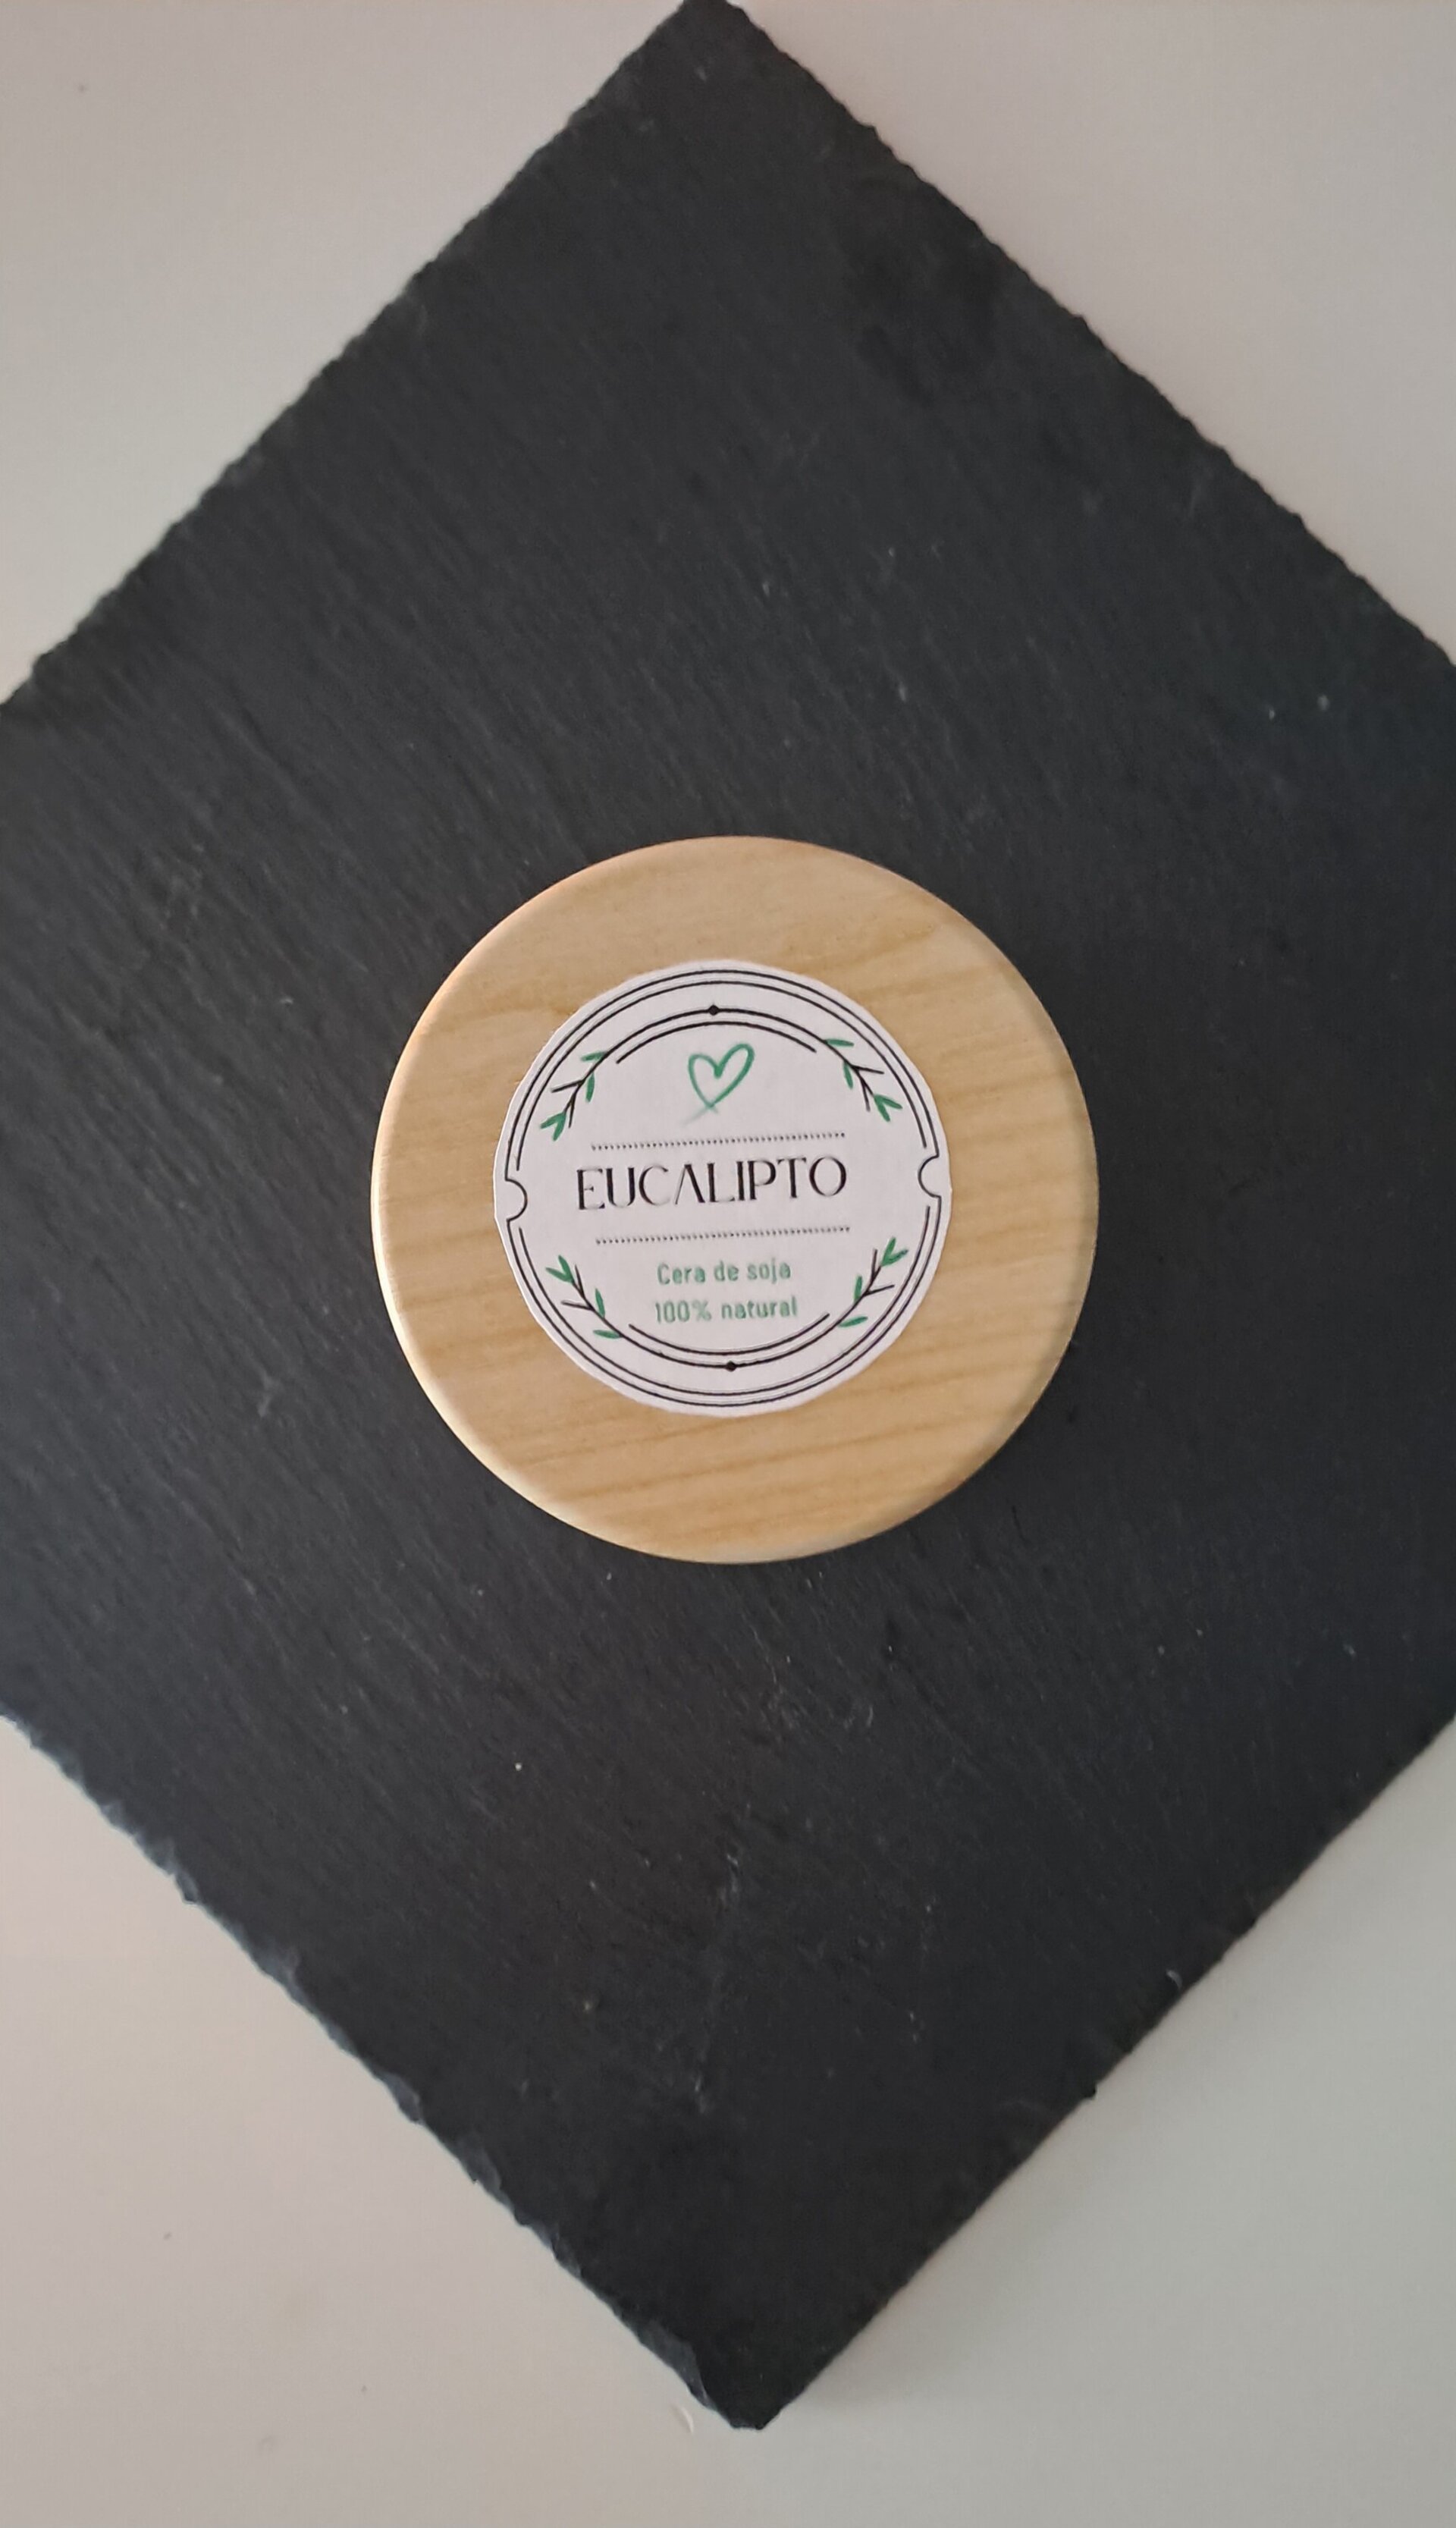 EUCALIPTO
Cera de soja
100% natural